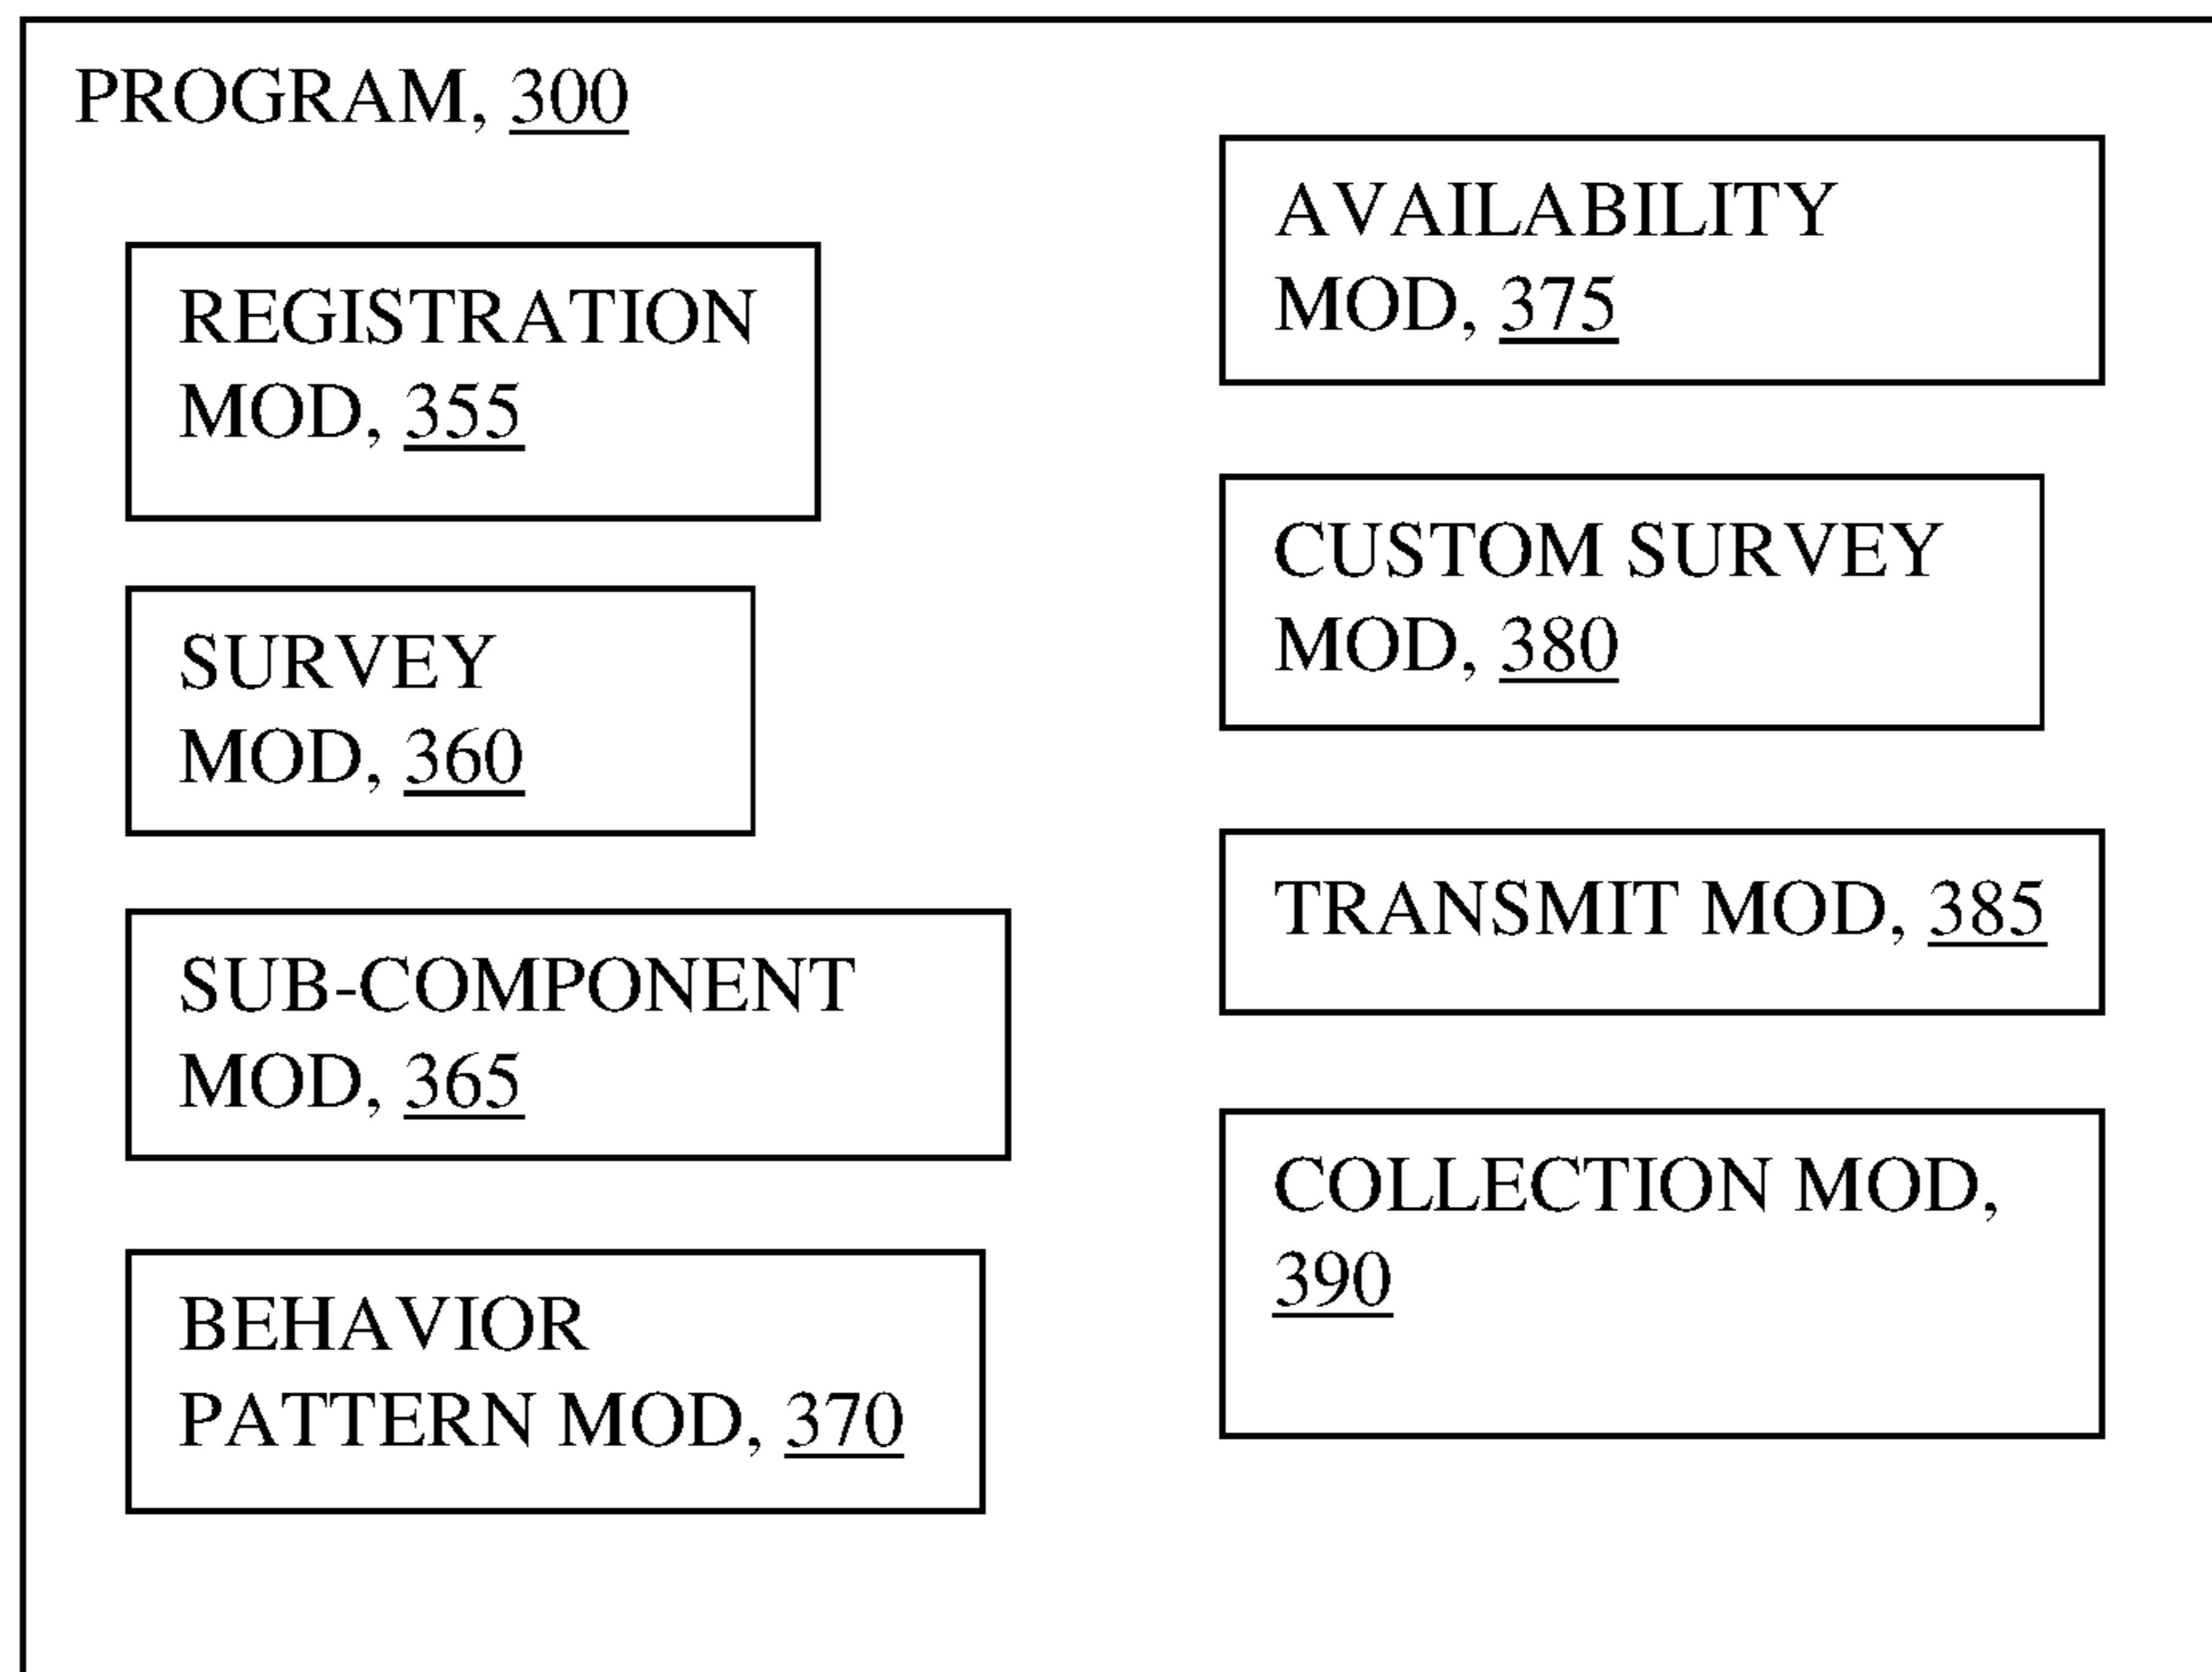 PROGRAM, 300
REGISTRATION
MOD, 355
SURVEY
MOD, 360
SUB-COMPONENT
MOD, 365
BEHAVIOR
PATTERN MOD, 370
AVAILABILITY
MOD, 375
CUSTOM SURVEY
MOD, 380
TRANSMIT MOD, 385
COLLECTION MOD,
390